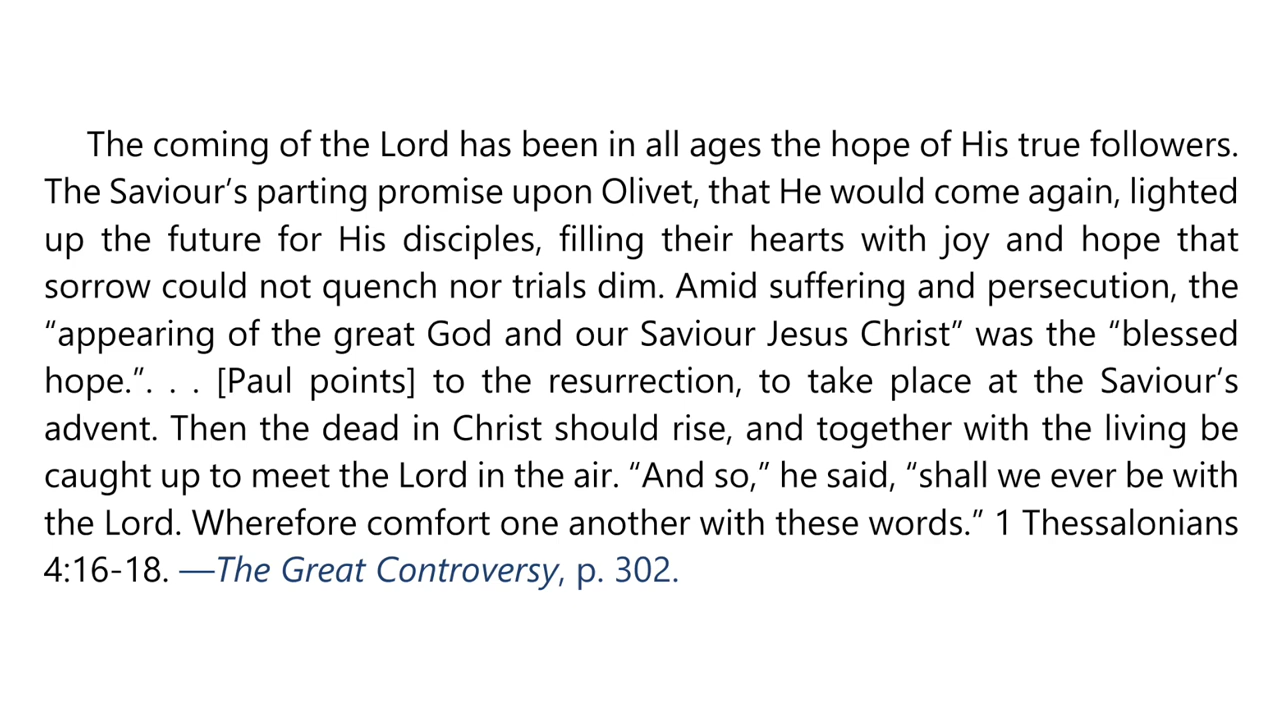 The coming of the Lord has been in all ages the hope of His true followers.
The Saviour’s parting promise upon Olivet, that He would come again, lighted
up the future for His disciples, filling their hearts with joy and hope that
sorrow could not quench nor trials dim. Amid suffering and persecution, the
“appearing of the great God and our Saviour Jesus Christ” was the “blessed
hope.”. . . [Paul points] to the resurrection, to take place at the Saviour’s
advent. Then the dead in Christ should rise, and together with the living be
caught up to meet the Lord in the air. “And so,” he said, “shall we ever be with
the Lord. Wherefore comfort one another with these words.” 1 Thessalonians
4:16-18. —The Great Controversy, p. 302.